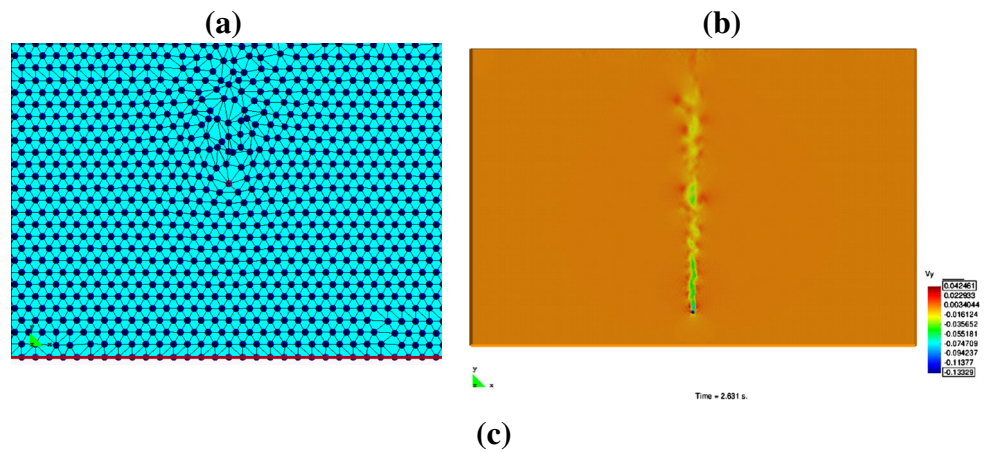 (a)
(b)
y
x
Vy
0.042461
0.022933
0.0034044
-0.016124
-0.035652
-0.055181
-0.074709
-0.094237
-0.11377
-0.13329
y
x
Time = 2.631 s.
(c)